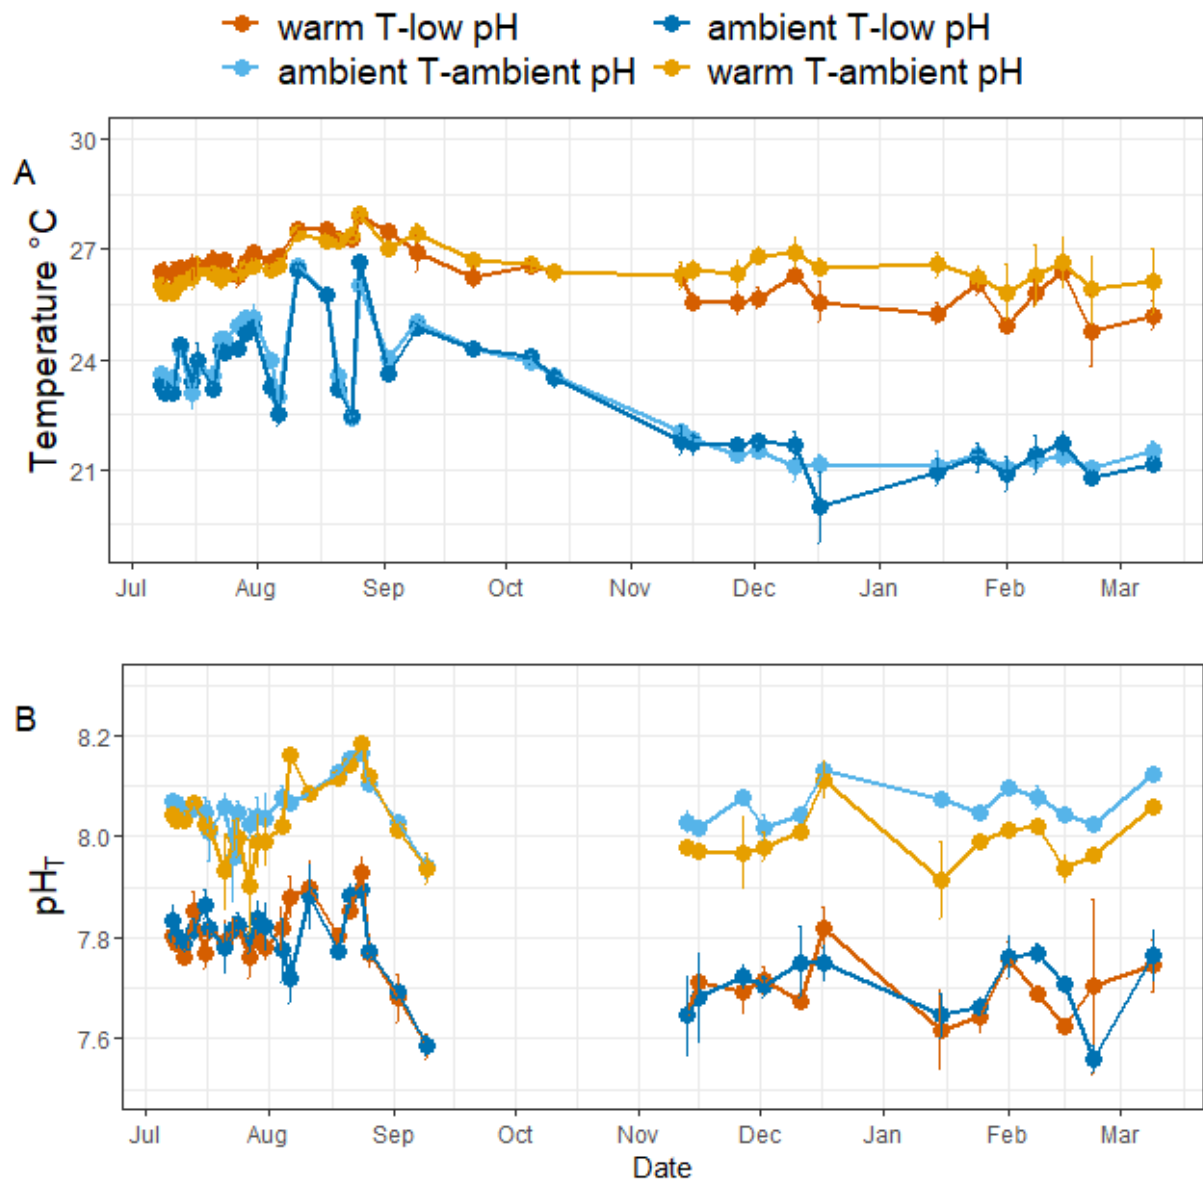 warm T-low pH ambient T-low pH
ambient T-ambient pH warm T-ambient pH
A
Temperature °C
30
27
24
21
Jul Aug Sep Oct Nov Dec Jan Feb Mar
B
pHT
8.2
8.0
7.8
7.6
Jul Aug Sep Oct Nov Dec Jan Feb Mar
Date